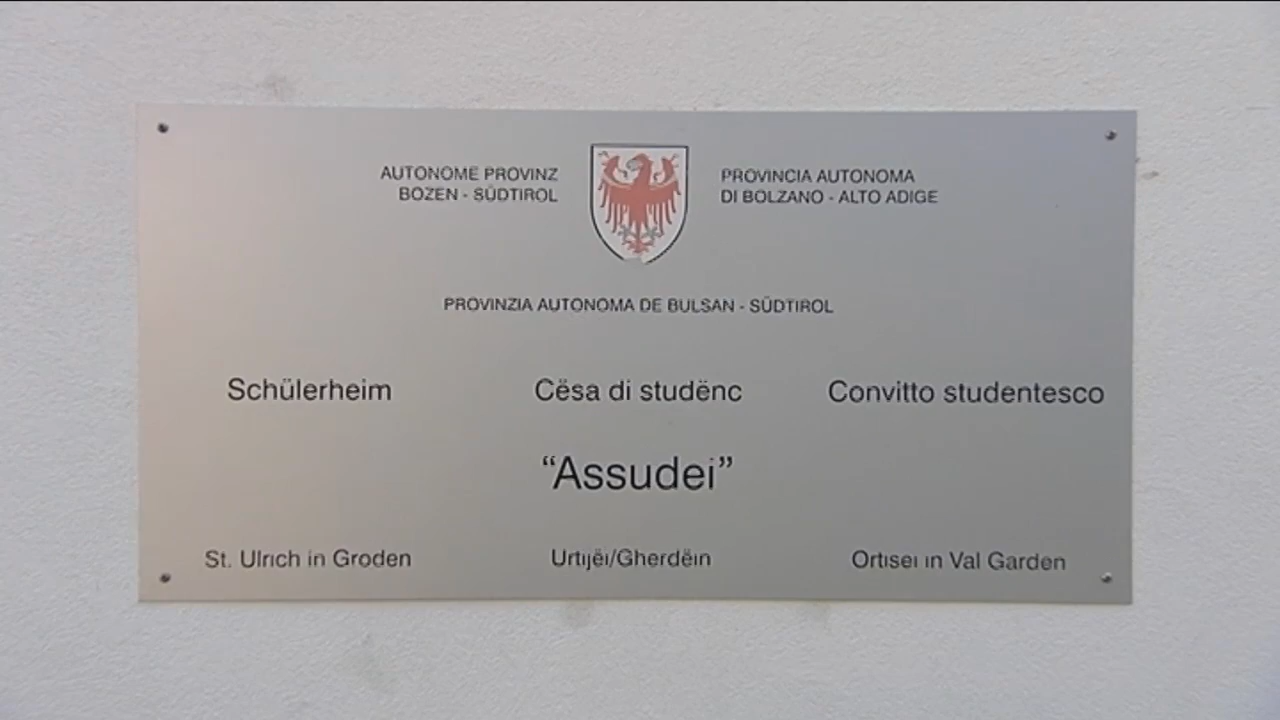 AUTONOME PROVINZ
BOZEN - SÜDTIROL
PROVINCIA AUTONOMA
DI BOLZANO - ALTO ADIGE
PROVINZIA AUTONOMA DE BULSAN - SÜDTIROL
Schülerheim
Cësa di studënc
Convitto studentesco
“Assudei”
St. Ulrich in Groden
Urtijëi/Gherdëin
Ortisei in Val Garden